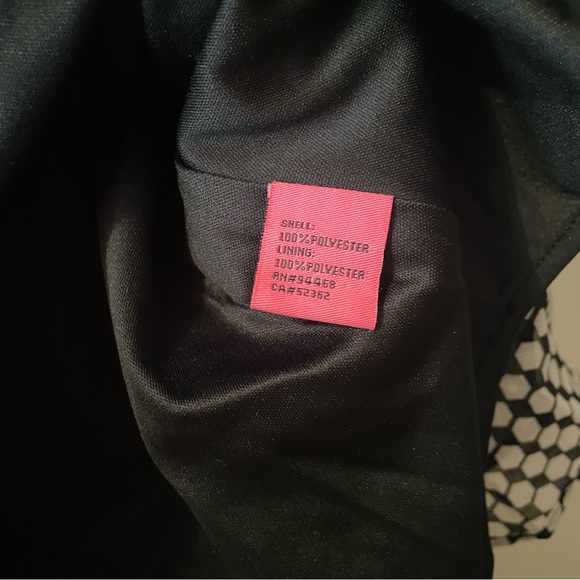 SHELL:
100%POLYESTER
LINING:
100%POLYESTER
RN#94468
CA#52362